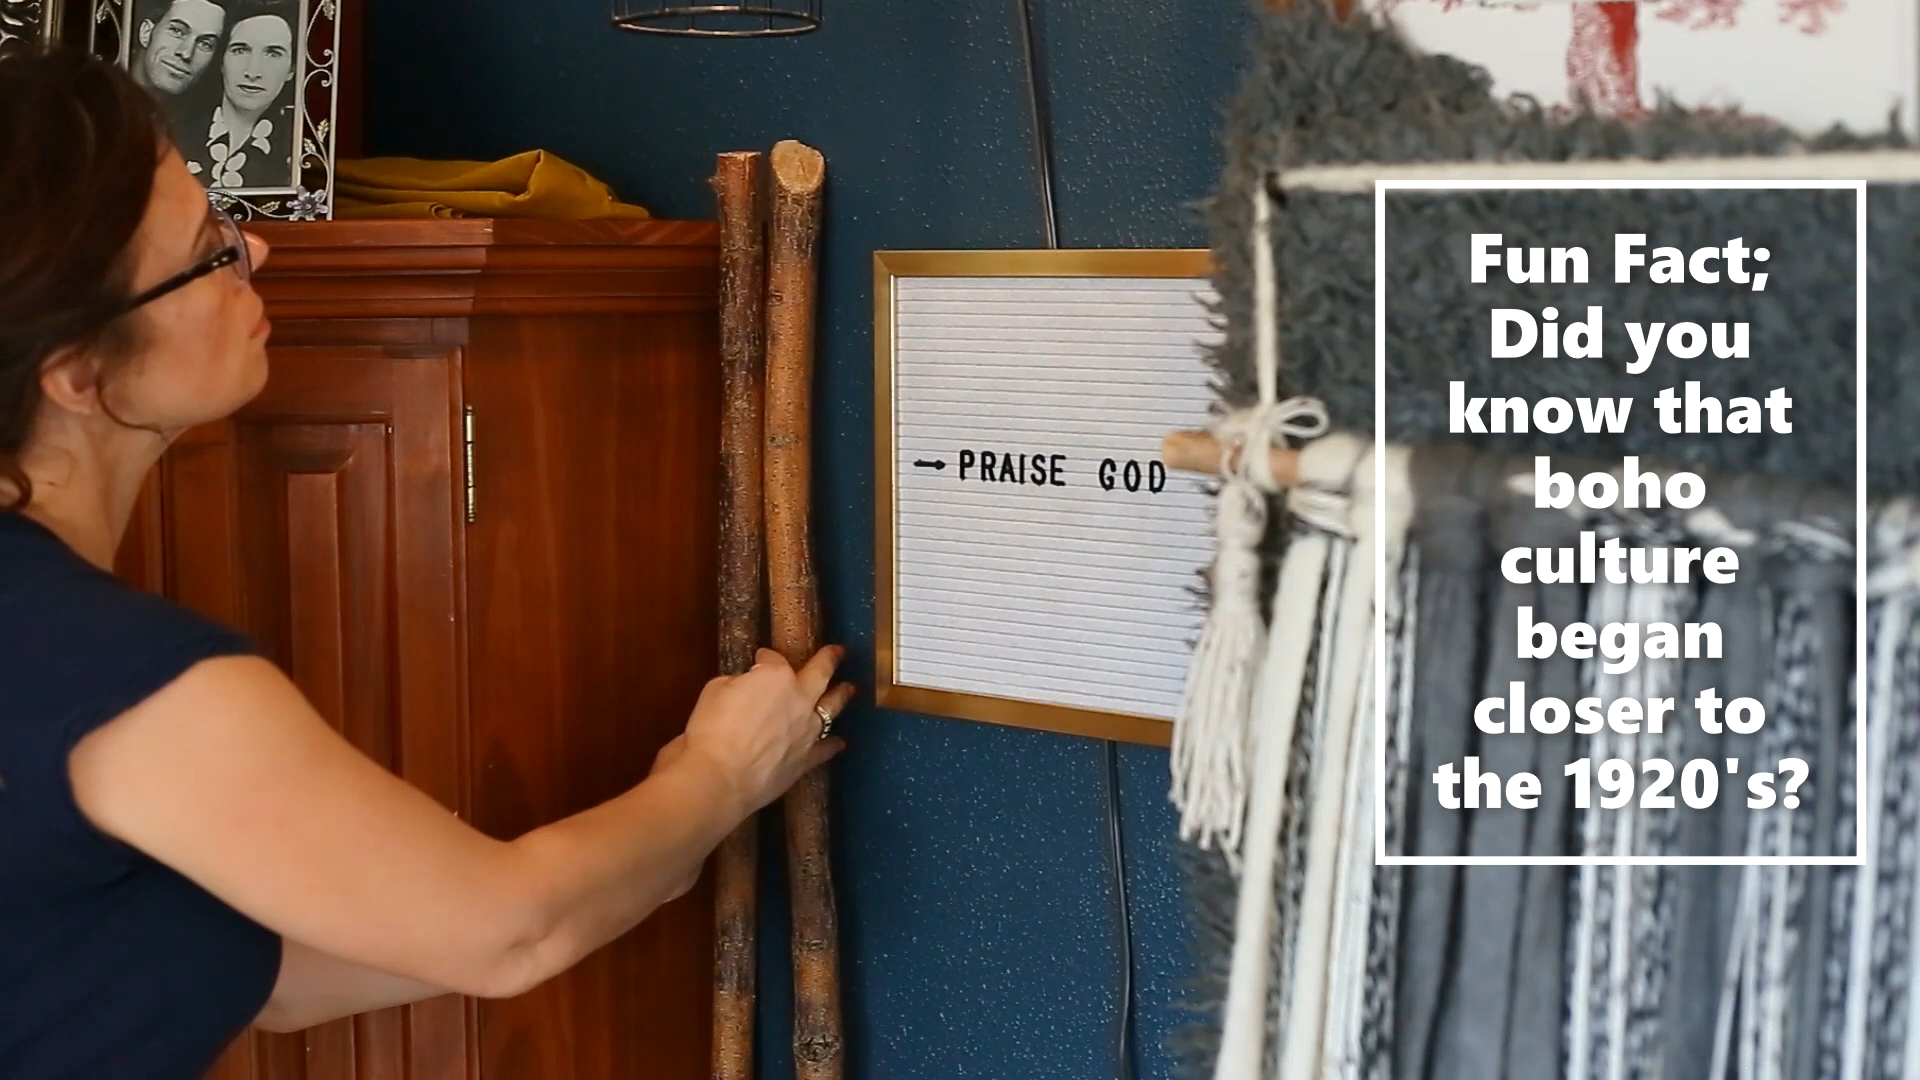 → PRAISE GOD
Fun Fact;
Did you
know that
boho
culture
began
closer to
the 1920's?